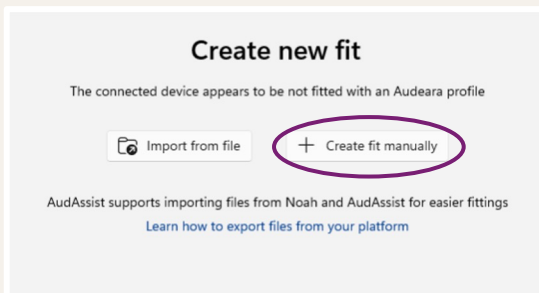 Create new fit
The connected device appears to be not fitted with an Audeara profile
Import from file
Create fit manually
AudAssist supports importing files from Noah and AudAssist for easier fittings
Learn how to export files from your platform